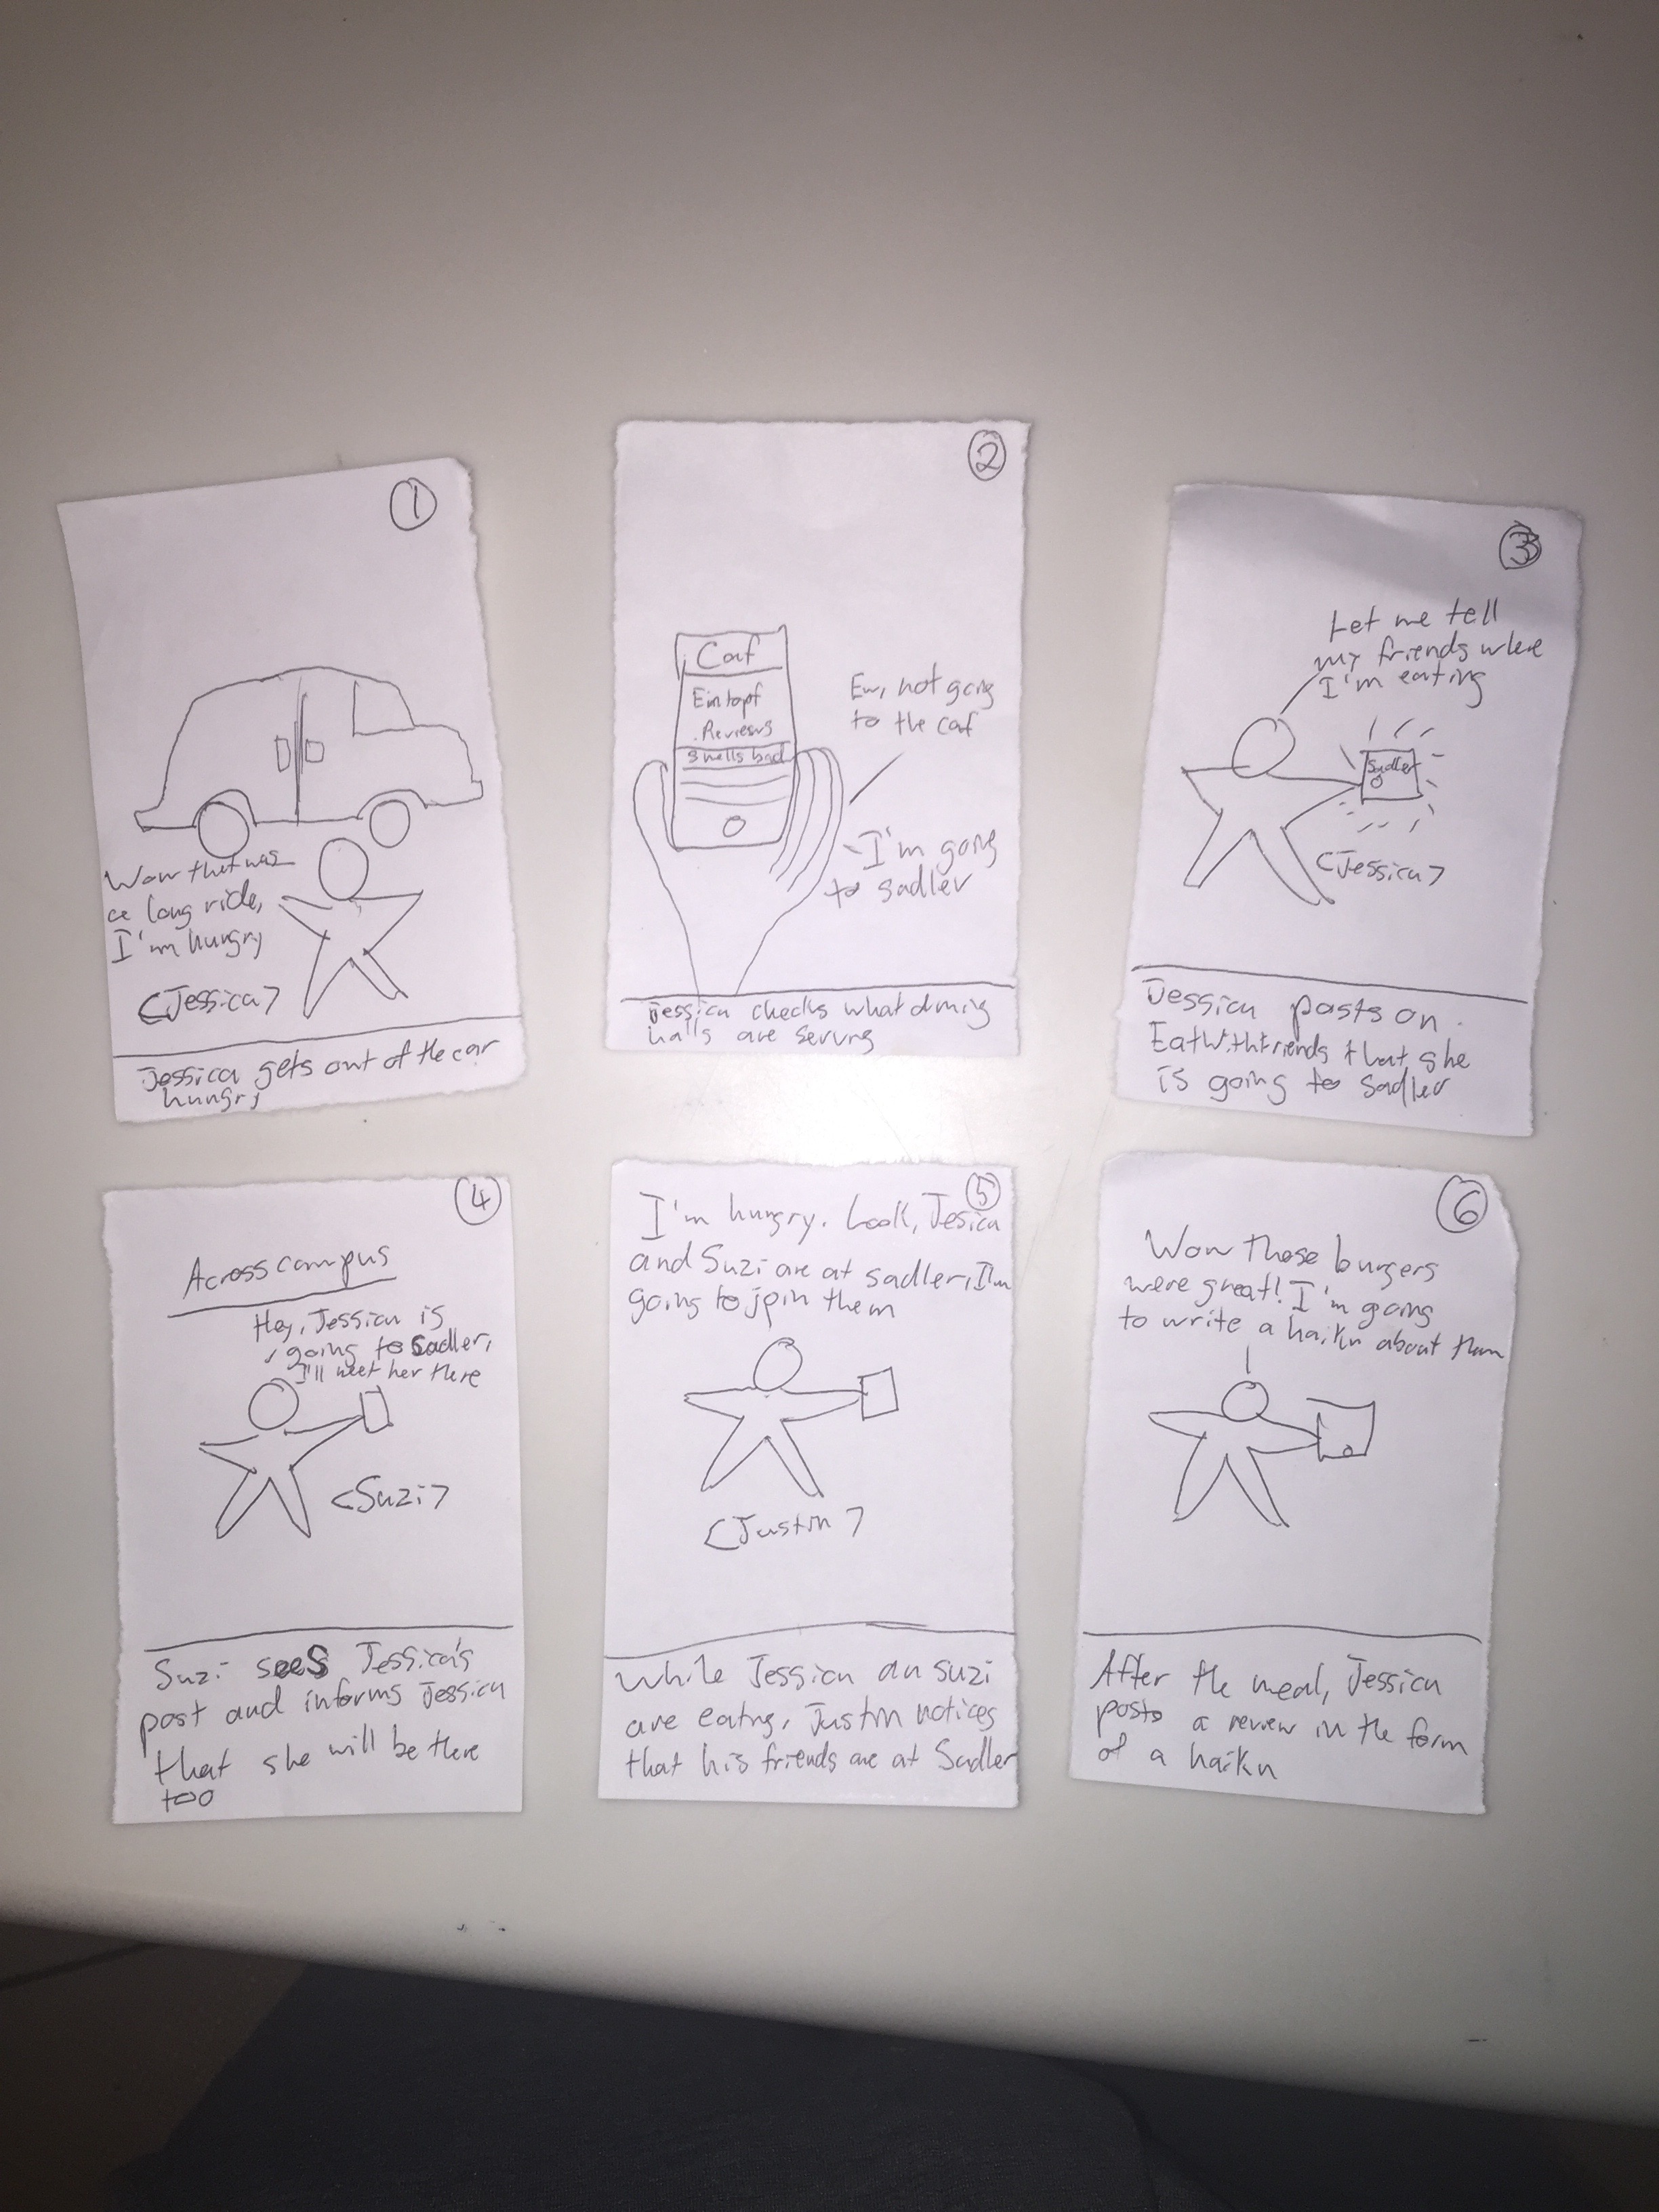 1
Wow that was
a long ride,
I'm hungry
<Jessica>
Jessica gets out of the car
hungry
2
Caf
Eintopf
Reviews
smells bad
Ew, not going
to the caf
I'm going
to sadler
Jessica checks what dining
halls are serving
3
Let me tell
my friends where
I'm eating
Sadler
<Jessica>
Jessica posts on
EatWithFriends that she
is going to sadler
4
Across campus
Hey, Jessica is
going to Sadler,
I'll meet her there
<Suzi>
Suzi sees Jessica's
post and informs Jessica
that she will be there
too
5
I'm hungry. Look, Jesica
and Suzi are at sadler, I'm
going to join them
<Justin>
While Jessica an suzi
are eating, Justin notices
that his friends are at Sadler
6
Wow those burgers
were great! I'm going
to write a haiku about them
After the meal, Jessica
posts a review in the form
of a haiku